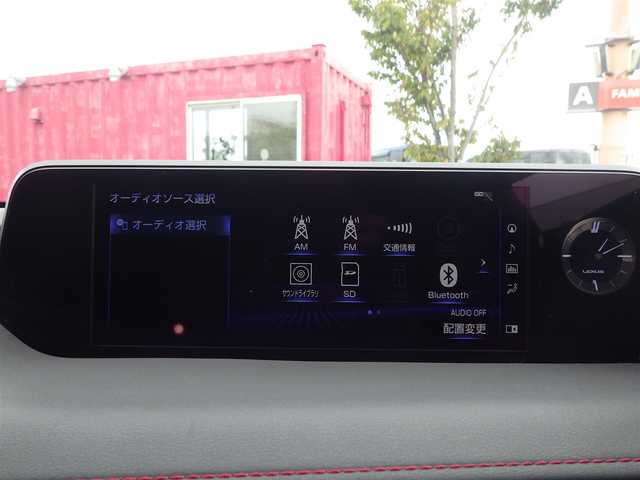 A
FAM
オーディオソース選択
オーディオ選択
AM
FM
交通情報
サウンドライブラリ
SD
Bluetooth
AUDIO OFF
配置変更
LEXUS